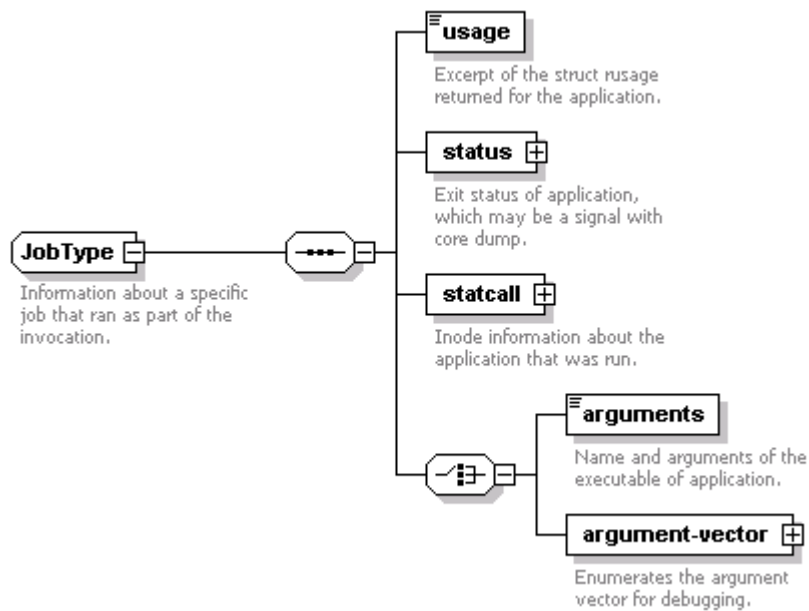 usage
Excerpt of the struct rusage
returned for the application.
status
Exit status of application,
which may be a signal with
core dump.
JobType
Information about a specific
job that ran as part of the
invocation.
statcall
Inode information about the
application that was run.
arguments
Name and arguments of the
executable of application.
argument-vector
Enumerates the argument
vector for debugging.